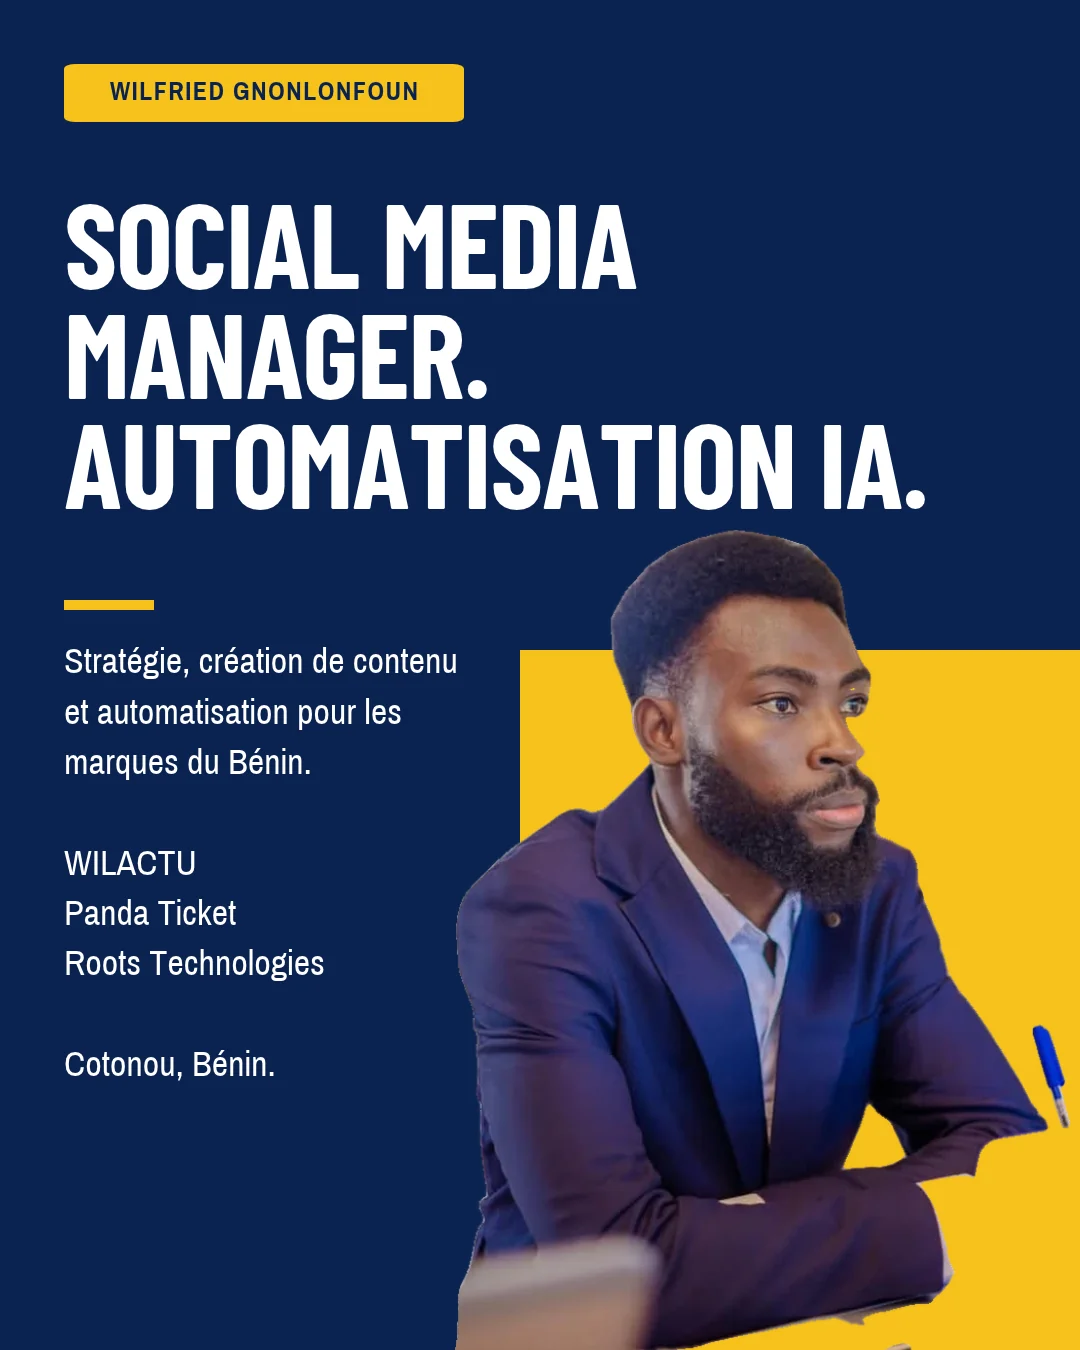 WILFRIED GNONLONFOUN
SOCIAL MEDIA
MANAGER.
AUTOMATISATION IA.
Stratégie, création de contenu
et automatisation pour les
marques du Bénin.
WILACTU
Panda Ticket
Roots Technologies
Cotonou, Bénin.